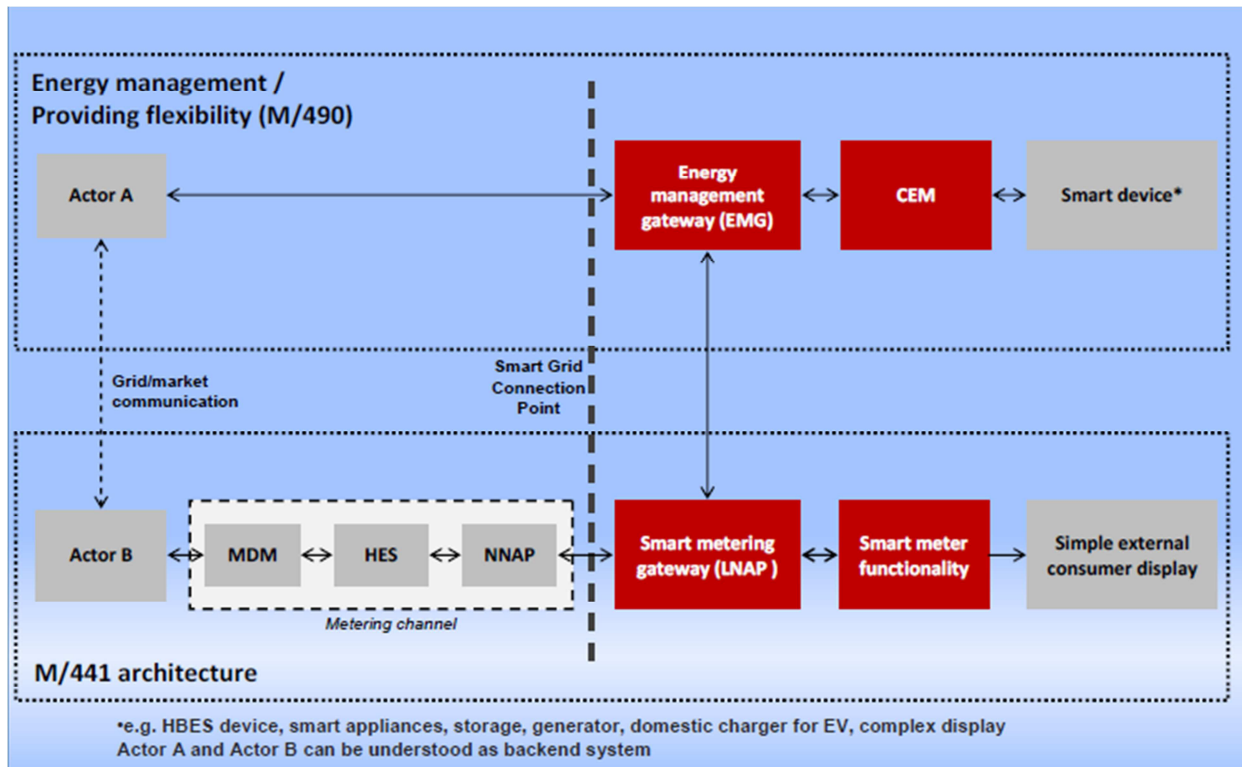 Energy management /
Providing flexibility (M/490)
Actor A
Energy
management
gateway (EMG)
CEM
Smart device*
Grid/market
communication
Smart Grid
Connection
Point
Actor B
MDM
HES
NNAP
Smart metering
gateway (LNAP )
Smart meter
functionality
Simple external
consumer display
Metering channel
M/441 architecture
•e.g. HBES device, smart appliances, storage, generator, domestic charger for EV, complex display
Actor A and Actor B can be understood as backend system